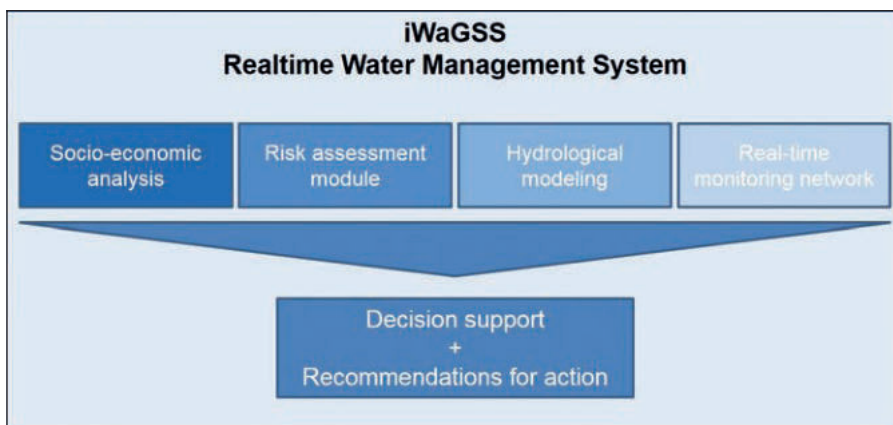 iWaGSS
Realtime Water Management System
Socio-economic
analysis
Risk assessment
module
Hydrological
modeling
Real-time
monitoring network
Decision support
+
Recommendations for action